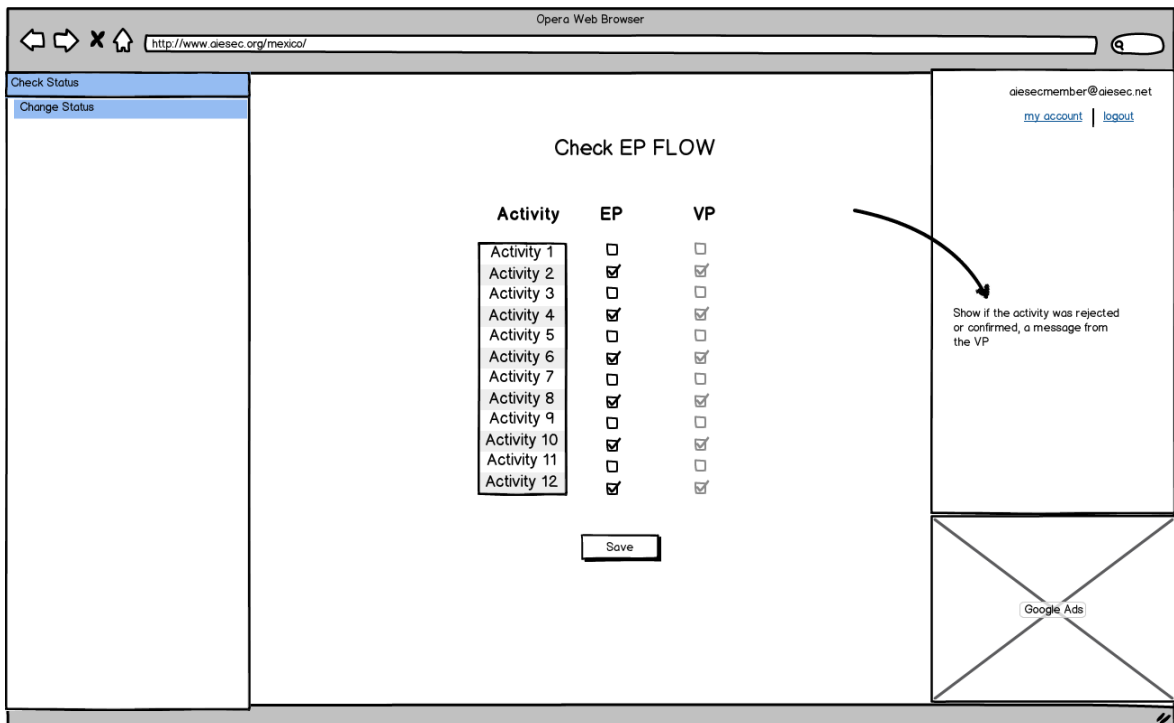 Opera Web Browser
http://www.aiesec.org/mexico/
Check Status
Change Status
aiesecmember@aiesec.net
my account logout
Check EP FLOW
Activity EP VP
Activity 1
Activity 2
Activity 3
Activity 4
Activity 5
Activity 6
Activity 7
Activity 8
Activity 9
Activity 10
Activity 11
Activity 12
Save
Show if the activity was rejected
or confirmed, a message from
the VP
Google Ads